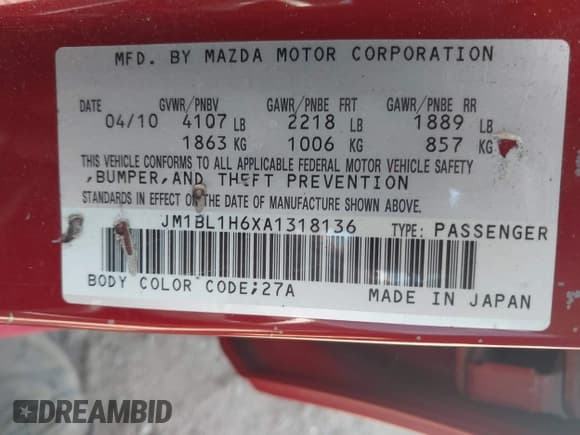 MFD. BY MAZDA MOTOR CORPORATION
DATE GVWR/PNBV GAWR/PNBE FRT GAWR/PNBE RR
04/10 4107 LB 2218 LB 1889 LB
1863 KG 1006 KG 857 KG
THIS VEHICLE CONFORMS TO ALL APPLICABLE FEDERAL MOTOR VEHICLE SAFETY
,BUMPER,AND THEFT PREVENTION
STANDARDS IN EFFECT ON THE DATE OF MANUFACTURE SHOWN ABOVE.
JM1BL1H6XA1318136 TYPE: PASSENGER
BODY COLOR CODE;27A MADE IN JAPAN
DREAMBID